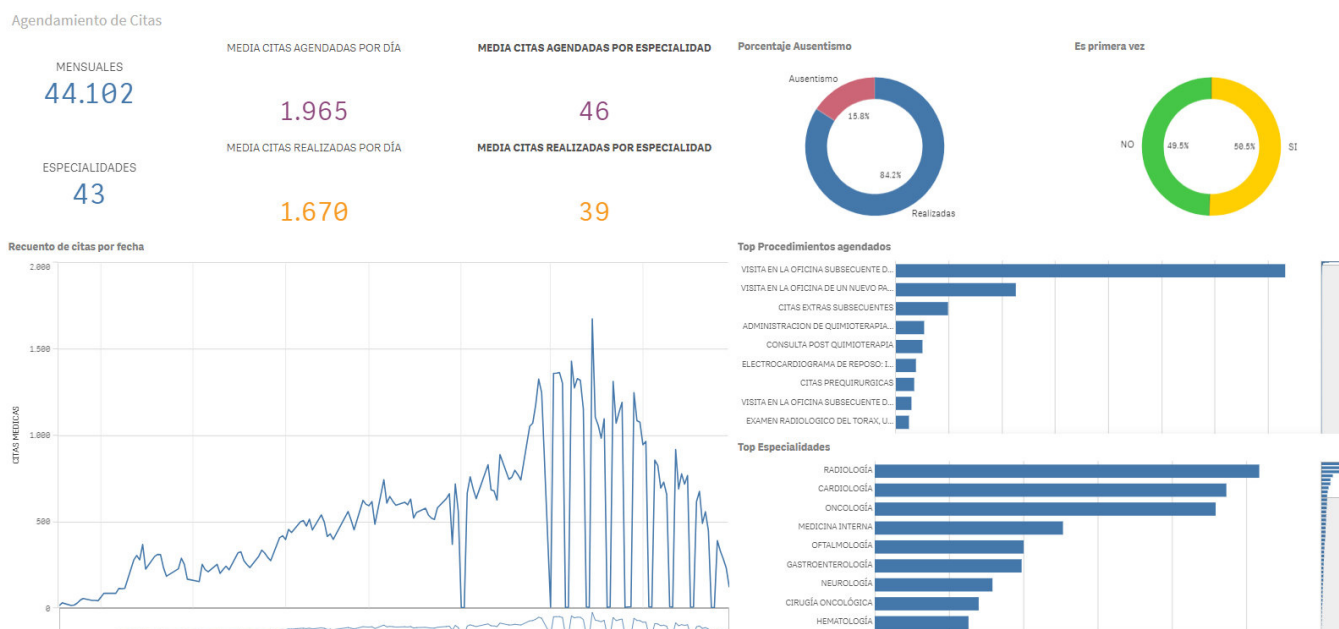 Agendamiento de Citas
MENSUALES
44.102
ESPECIALIDADES
43
MEDIA CITAS AGENDADAS POR DÍA
1.965
MEDIA CITAS REALIZADAS POR DÍA
1.670
MEDIA CITAS AGENDADAS POR ESPECIALIDAD
46
MEDIA CITAS REALIZADAS POR ESPECIALIDAD
39
Porcentaje Ausentismo
Ausentismo
15.8%
84.2%
Realizadas
Es primera vez
NO
49.5%
50.5%
SI
Recuento de citas por fecha
CITAS MEDICAS
2.000
1.500
1.000
500
0
Top Procedimientos agendados
VISITA EN LA OFICINA SUBSECUENTE D...
VISITA EN LA OFICINA DE UN NUEVO PA...
CITAS EXTRAS SUBSECUENTES
ADMINISTRACION DE QUIMIOTERAPIA...
CONSULTA POST QUIMIOTERAPIA
ELECTROCARDIOGRAMA DE REPOSO: I...
CITAS PREQUIRURGICAS
VISITA EN LA OFICINA SUBSECUENTE D...
EXAMEN RADIOLOGICO DEL TORAX, U...
Top Especialidades
RADIOLOGÍA
CARDIOLOGÍA
ONCOLOGÍA
MEDICINA INTERNA
OFTALMOLOGÍA
GASTROENTEROLOGÍA
NEUROLOGÍA
CIRUGÍA ONCOLÓGICA
HEMATOLOGÍA